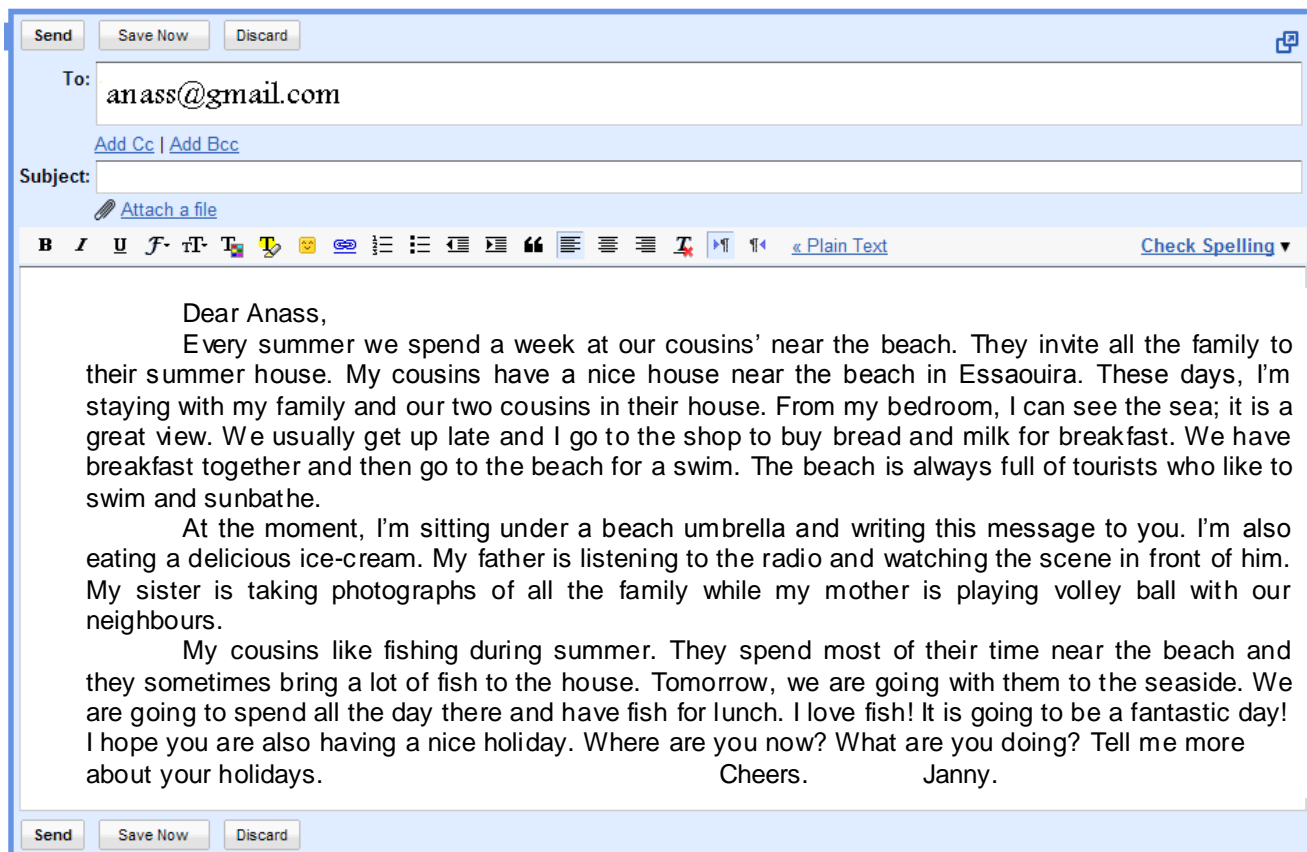 Send Save Now Discard
To: anass@gmail.com
Add Cc | Add Bcc
Subject:
Attach a file
B I U F T T T « Plain Text Check Spelling
Dear Anass,
Every summer we spend a week at our cousins’ near the beach. They invite all the family to
their summer house. My cousins have a nice house near the beach in Essaouira. These days, I’m
staying with my family and our two cousins in their house. From my bedroom, I can see the sea; it is a
great view. We usually get up late and I go to the shop to buy bread and milk for breakfast. We have
breakfast together and then go to the beach for a swim. The beach is always full of tourists who like to
swim and sunbathe.
At the moment, I’m sitting under a beach umbrella and writing this message to you. I’m also
eating a delicious ice-cream. My father is listening to the radio and watching the scene in front of him.
My sister is taking photographs of all the family while my mother is playing volley ball with our
neighbours.
My cousins like fishing during summer. They spend most of their time near the beach and
they sometimes bring a lot of fish to the house. Tomorrow, we are going with them to the seaside. We
are going to spend all the day there and have fish for lunch. I love fish! It is going to be a fantastic day!
I hope you are also having a nice holiday. Where are you now? What are you doing? Tell me more
about your holidays. Cheers. Janny.
Send Save Now Discard